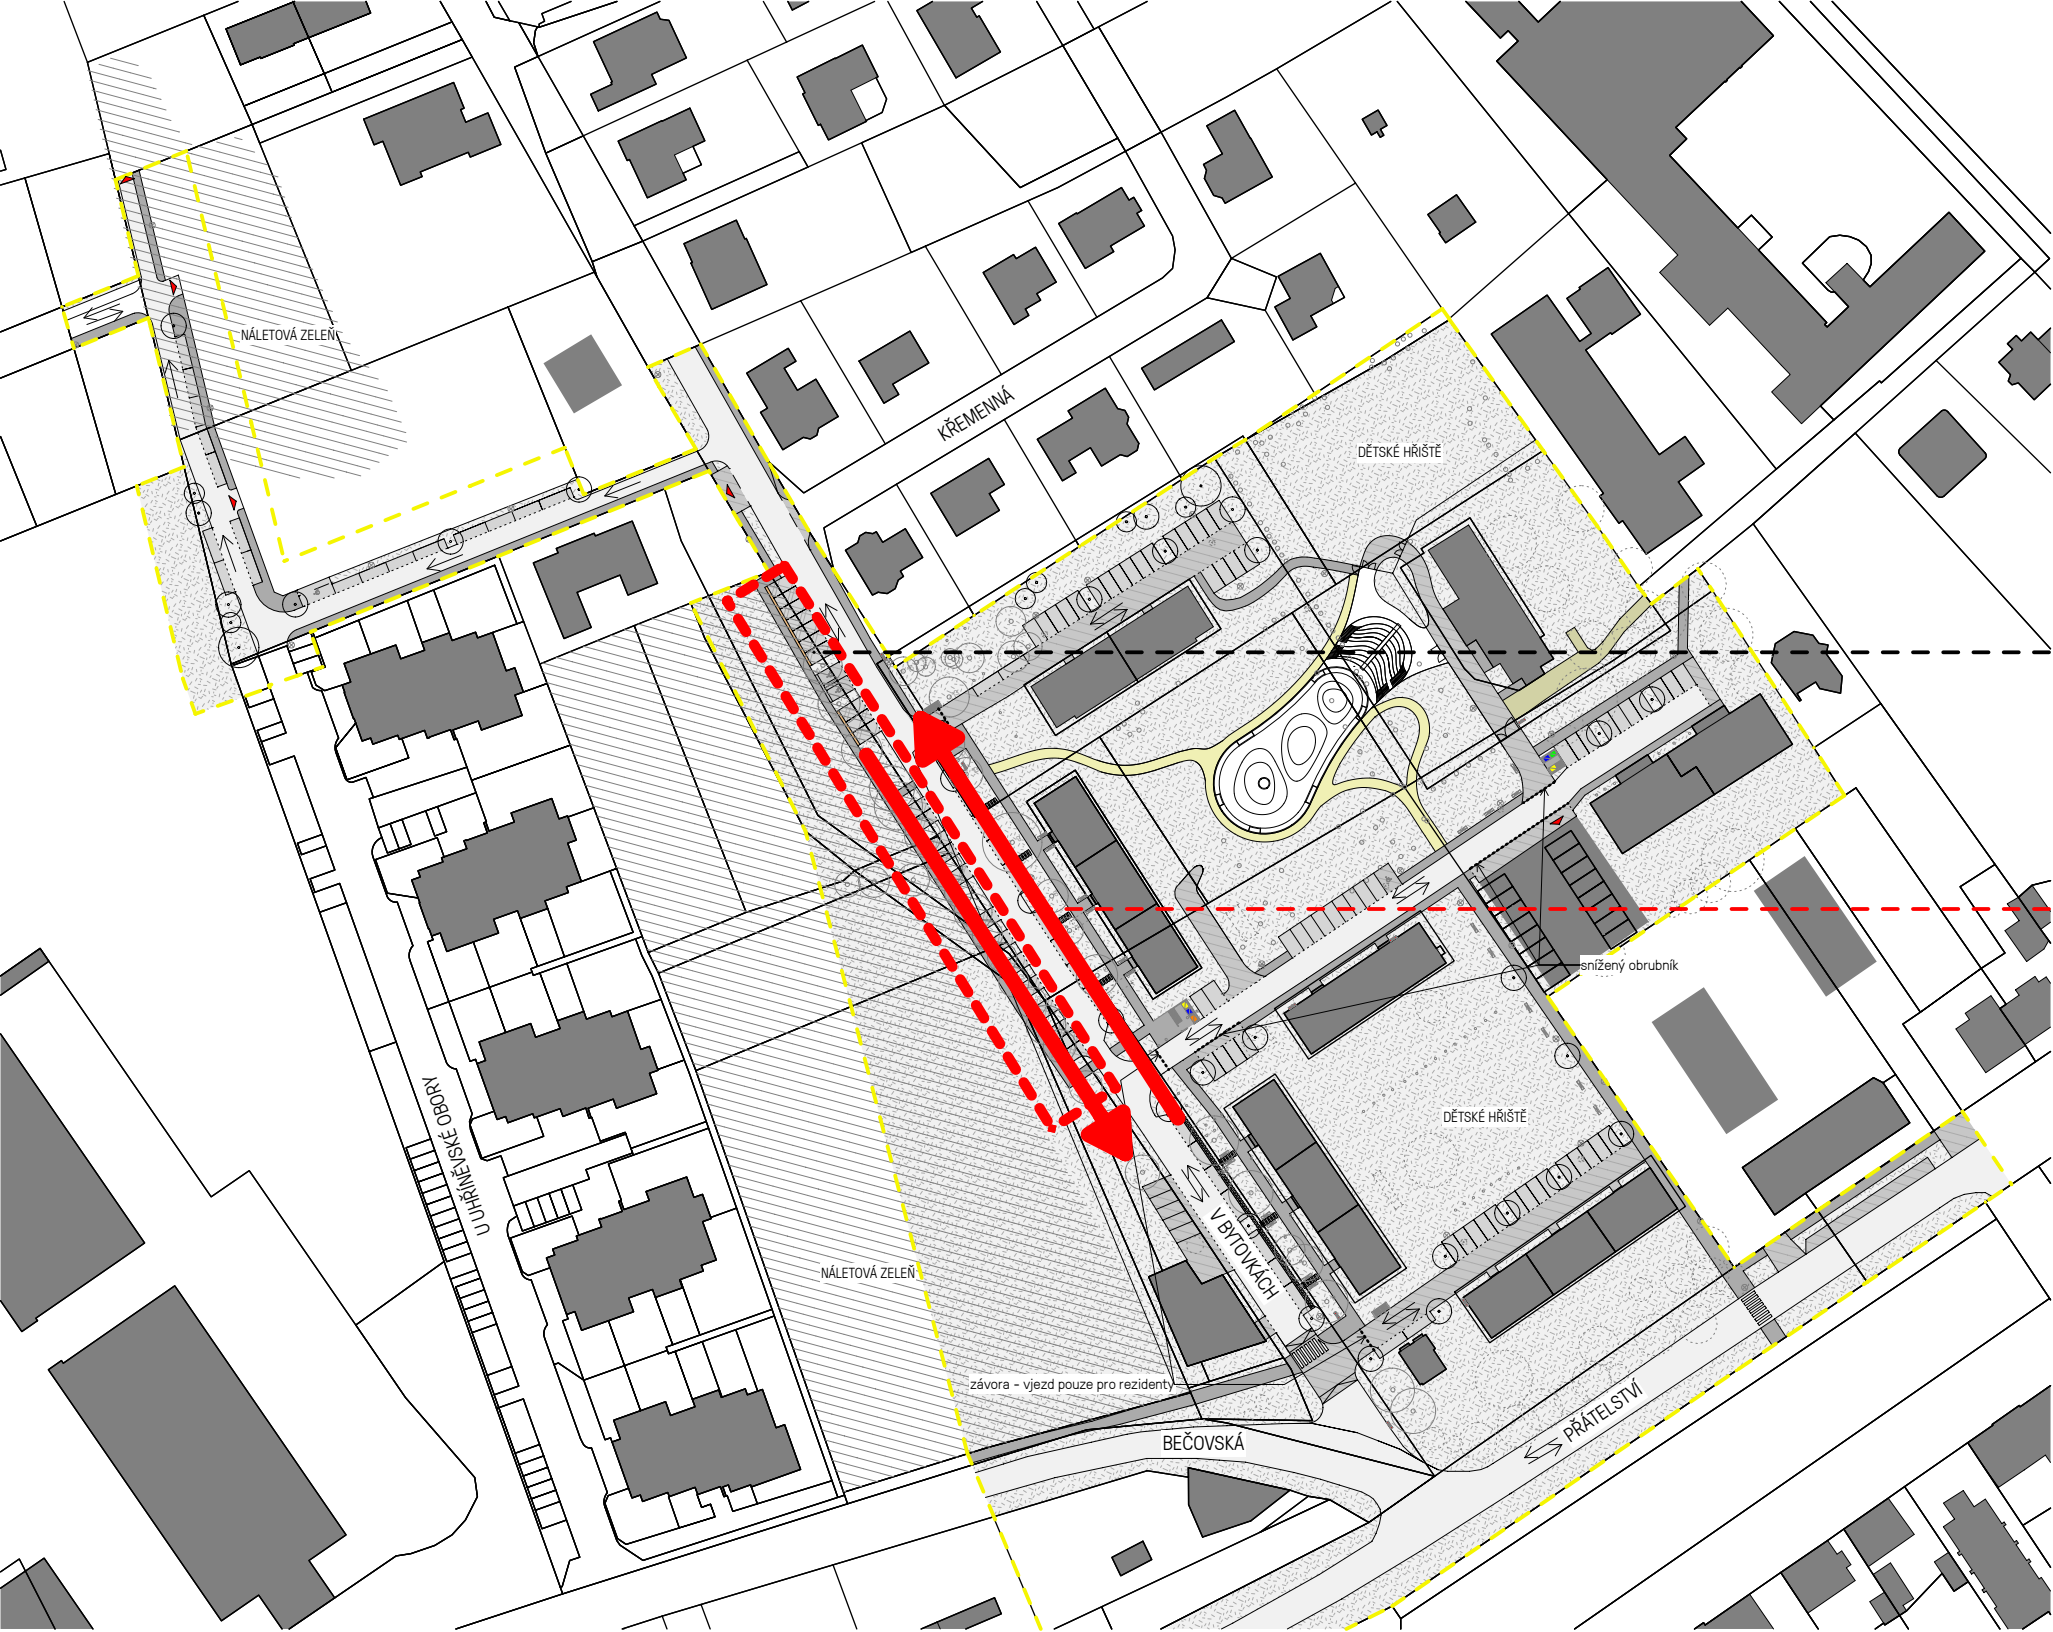 NÁLETOVÁ ZELEŇ
KŘEMENNÁ
DĚTSKÉ HŘIŠTĚ
snížený obrubník
U UHŘÍNĚVSKÉ OBORY
DĚTSKÉ HŘIŠTĚ
V BYTOVKÁCH
NÁLETOVÁ ZELEŇ
závora - vjezd pouze pro rezidenty
PŘÁTELSTVÍ
BEČOVSKÁ